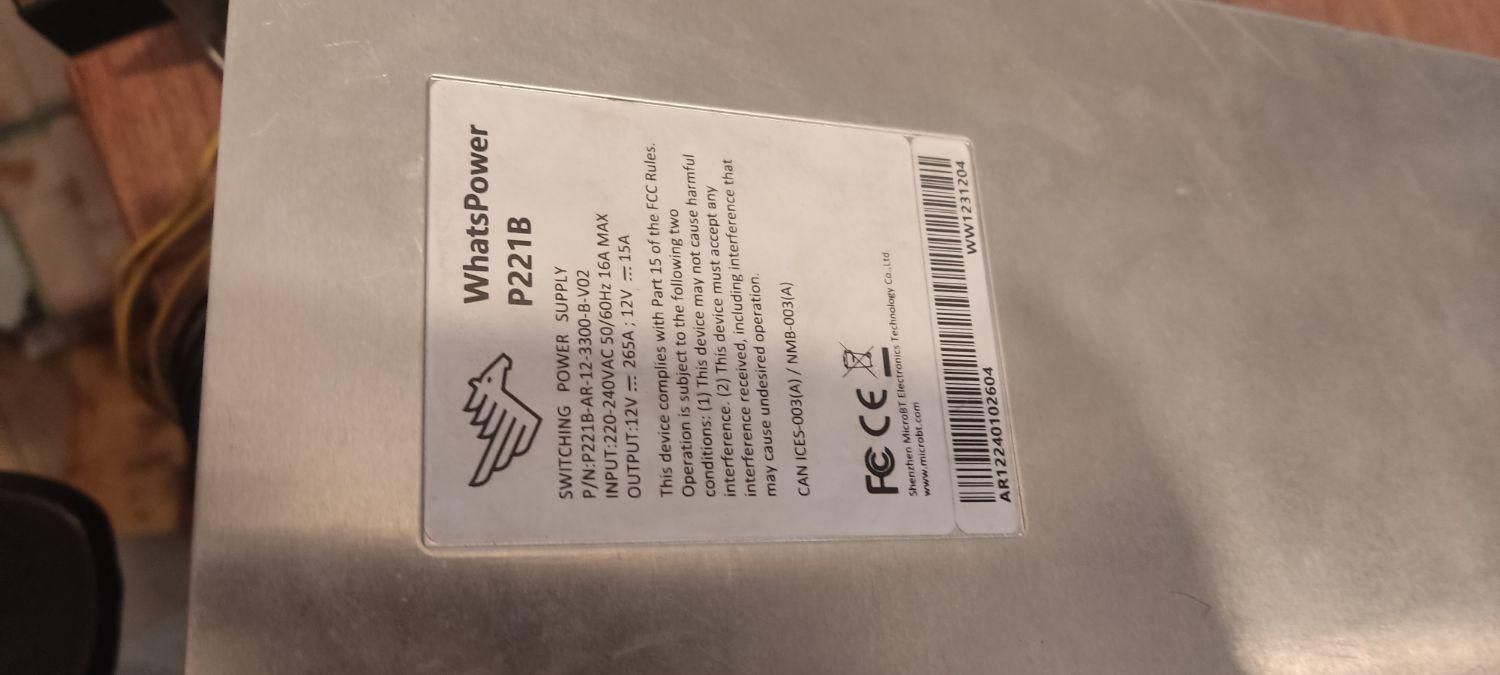 WhatsPower
P221B
SWITCHING POWER SUPPLY
P/N:P221B-AR-12-3300-B-V02
INPUT:220-240VAC 50/60Hz 16A MAX
OUTPUT:12V ⎓ 265A ; 12V ⎓ 15A
This device complies with Part 15 of the FCC Rules.
Operation is subject to the following two
conditions: (1) This device may not cause harmful
interference. (2) This device must accept any
interference received, including interference that
may cause undesired operation.
CAN ICES-003(A) / NMB-003(A)
FC CE
Shenzhen MicroBT Electronics Technology Co.,Ltd.
www.microbt.com
AR12240102604 WW1231204